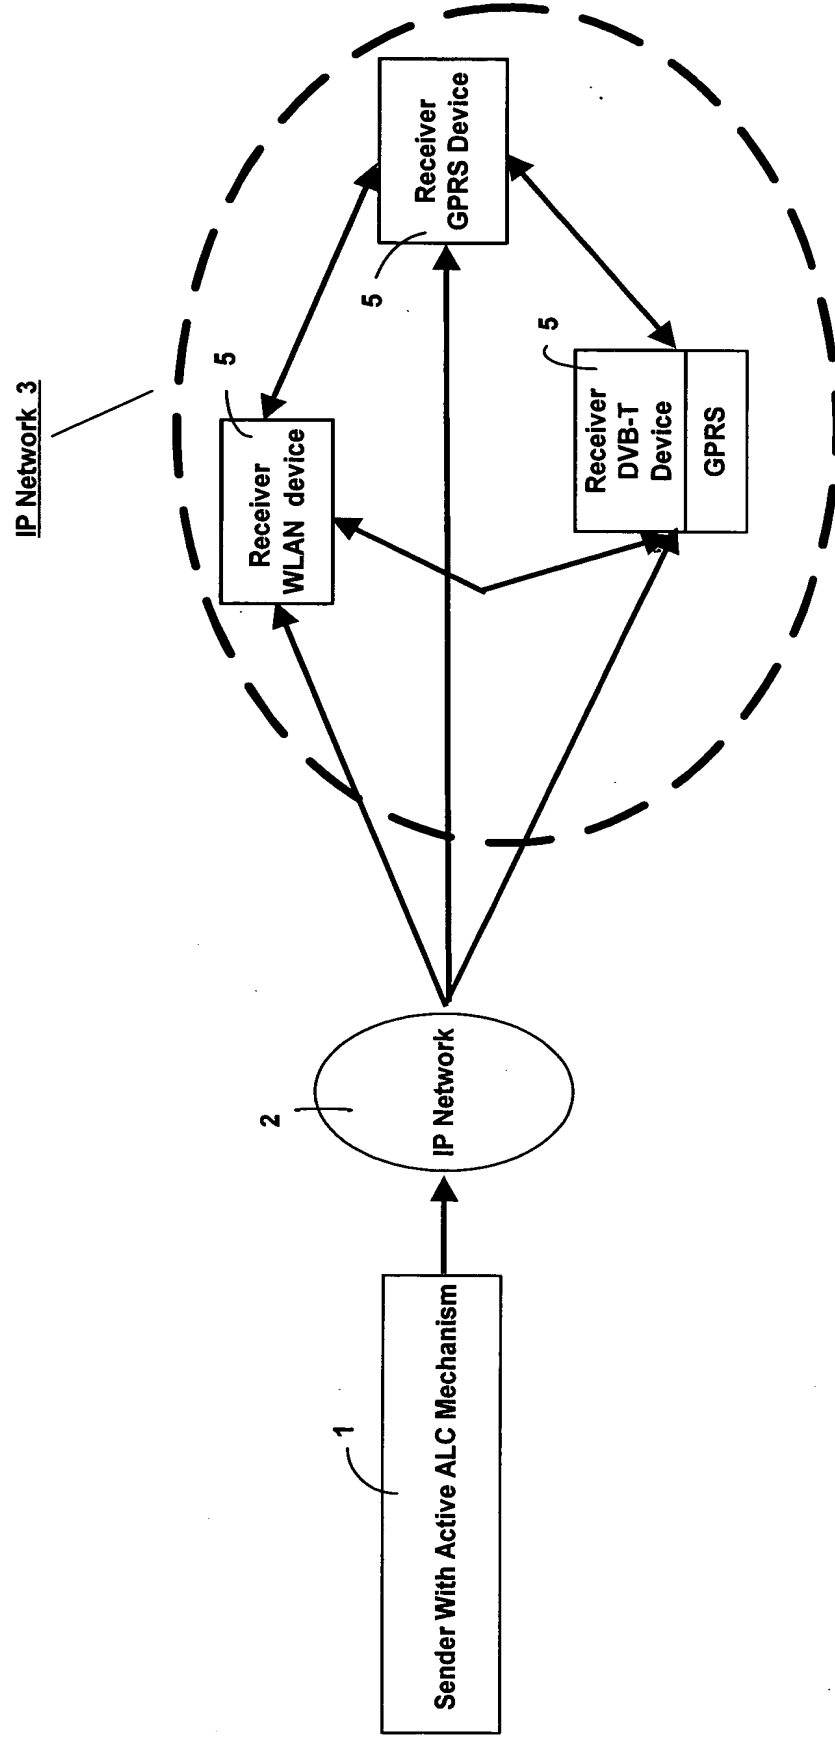 IP Network 3
Receiver
WLAN device
5
Receiver
GPRS Device
5
Receiver
DVB-T
Device
GPRS
5
IP Network
2
Sender With Active ALC Mechanism
1